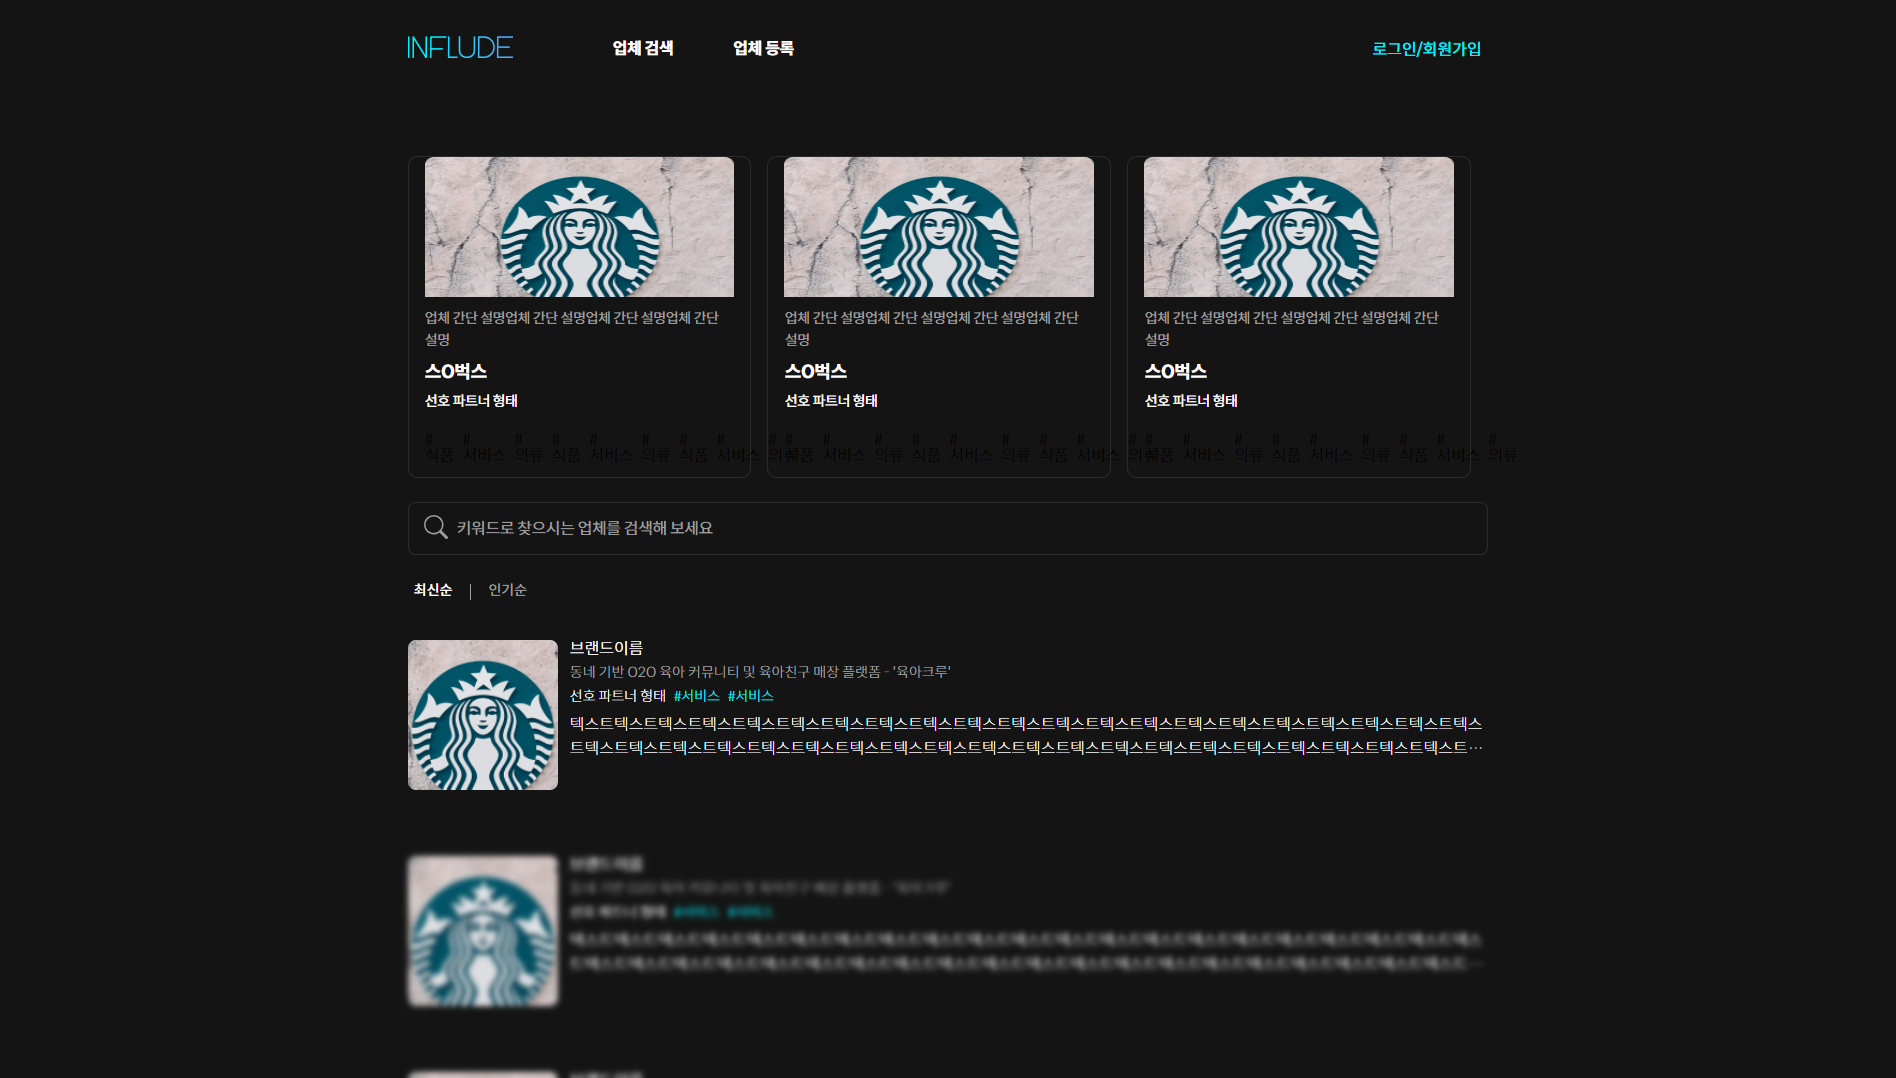 INFLUDE
업체 검색
업체 등록
로그인/회원가입
업체 간단 설명업체 간단 설명업체 간단 설명업체 간단
설명
스O벅스
선호 파트너 형태
# # # # # # # # #
식품 서비스 의류 식품 서비스 의류 식품 서비스 의류
업체 간단 설명업체 간단 설명업체 간단 설명업체 간단
설명
스O벅스
선호 파트너 형태
# # # # # # # # #
식품 서비스 의류 식품 서비스 의류 식품 서비스 의류
업체 간단 설명업체 간단 설명업체 간단 설명업체 간단
설명
스O벅스
선호 파트너 형태
# # # # # # # # #
식품 서비스 의류 식품 서비스 의류 식품 서비스 의류
키워드로 찾으시는 업체를 검색해 보세요
최신순 | 인기순
브랜드이름
동네 기반 O2O 육아 커뮤니티 및 육아친구 매장 플랫폼 - '육아크루'
선호 파트너 형태 #서비스 #서비스
텍스트텍스트텍스트텍스트텍스트텍스트텍스트텍스트텍스트텍스트텍스트텍스트텍스트텍스트텍스트텍스트텍스트텍스트텍스트텍스트텍스
트텍스트텍스트텍스트텍스트텍스트텍스트텍스트텍스트텍스트텍스트텍스트텍스트텍스트텍스트텍스트텍스트텍스트텍스트텍스트텍스트…